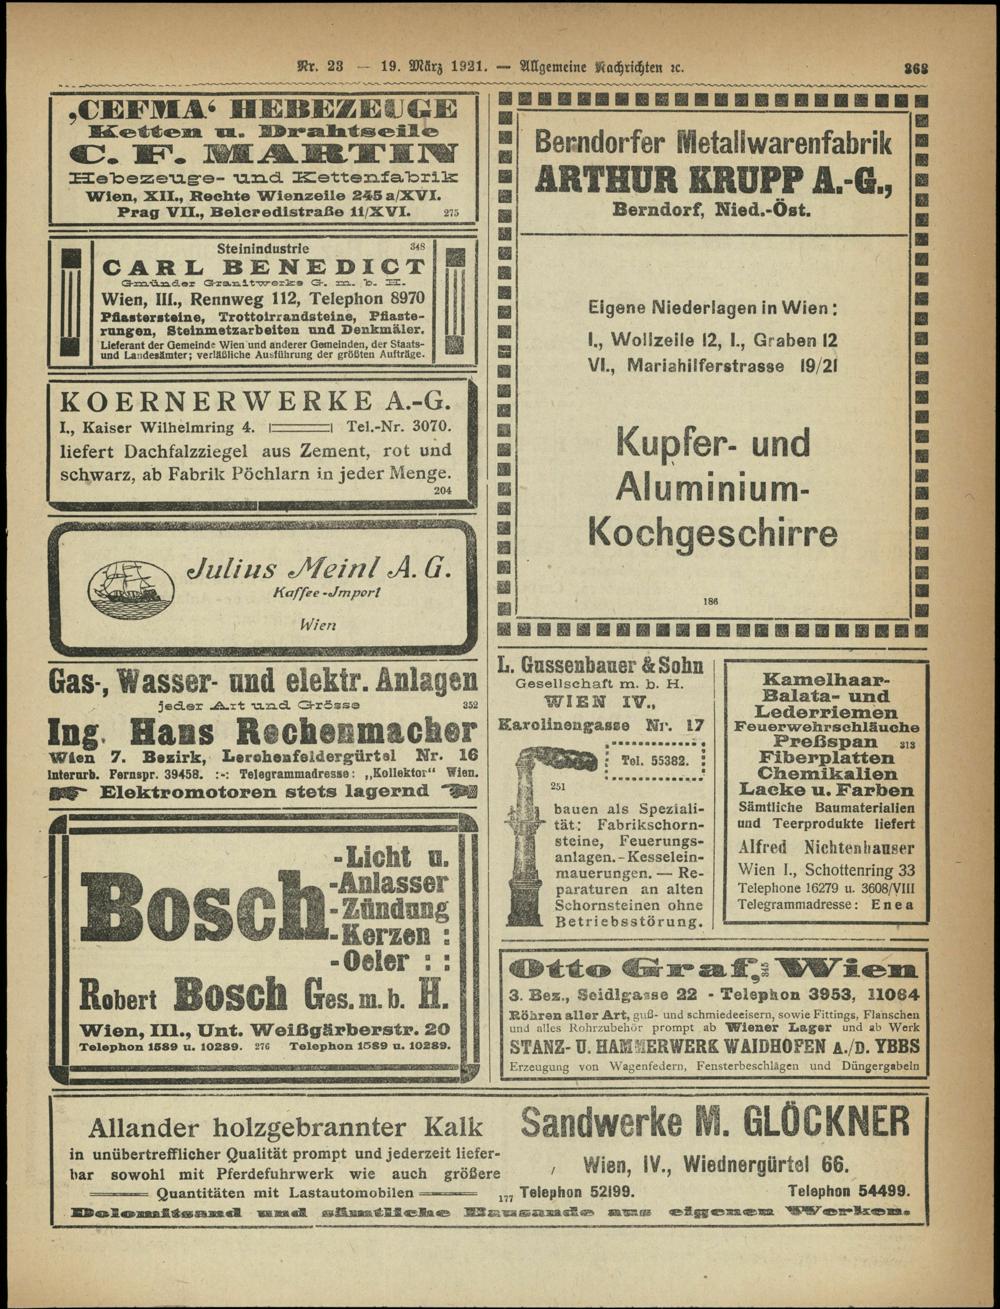 Nr. 23 — 19. März 1921. — Allgemeine Nachrichten ꝛc. 363
‚CEFMA‘ HEBEZEUGE
Ketten u. Drahtseile
C. F. MARTIN
Hebezeuge- und Kettenfabrik
Wien, XII., Rechte Wienzeile 245a/XVI.
Prag VII., Belcredistraße 11/XVI. 275
Steinindustrie 348
CARL BENEDICT
Gmünder Granitwerke G. m. b. H.
Wien, III., Rennweg 112, Telephon 8970
Pflastersteine, Trottoirrandsteine, Pflaste-
rungen, Steinmetzarbeiten und Denkmäler.
Lieferant der Gemeinde Wien und anderer Gemeinden, der Staats-
und Landesämter; verläßliche Ausführung der größten Aufträge.
KOERNERWERKE A.-G.
I., Kaiser Wilhelmring 4. Tel.-Nr. 3070.
liefert Dachfalzziegel aus Zement, rot und
schwarz, ab Fabrik Pöchlarn in jeder Menge.
204
Julius Meinl A. G.
Kaffee-Import
Wien
Gas-, Wasser- und elektr. Anlagen
jeder Art und Grösse 352
Ing. Hans Rechenmacher
Wien 7. Bezirk, Lerchenfeldergürtel Nr. 16
Interurb. Fernspr. 39458. :-: Telegrammadresse: „Kollektor“ Wien.
Elektromotoren stets lagernd
Bosch
-Licht u.
-Anlasser
-Zündung
-Kerzen :
-Oeler : :
Robert Bosch Ges. m. b. H.
Wien, III., Unt. Weißgärberstr. 20
Telephon 1589 u. 10289. 276 Telephon 1589 u. 10289.
Berndorfer Metallwarenfabrik
ARTHUR KRUPP A.-G.,
Berndorf, Nied.-Öst.
Eigene Niederlagen in Wien:
I., Wollzeile 12, I., Graben 12
VI., Mariahilferstrasse 19/21
Kupfer- und
Aluminium-
Kochgeschirre
186
L. Gussenbauer & Sohn
Gesellschaft m. b. H.
WIEN IV.,
Karolinengasse Nr. 17
Tel. 55382.
251
bauen als Speziali-
tät: Fabrikschorn-
steine, Feuerungs-
anlagen.- Kesselein-
mauerungen. — Re-
paraturen an alten
Schornsteinen ohne
Betriebsstörung.
Kamelhaar-
Balata- und
Lederriemen
Feuerwehrschläuche
Preßspan 313
Fiberplatten
Chemikalien
Lacke u. Farben
Sämtliche Baumaterialien
und Teerprodukte liefert
Alfred Nichtenhauser
Wien I., Schottenring 33
Telephone 16279 u. 3608/VIII
Telegrammadresse: Enea
Otto Graf, 345 Wien
3. Bez., Seidlgasse 22 - Telephon 3953, 11064
Röhren aller Art, guß- und schmiedeeisern, sowie Fittings, Flanschen
und alles Rohrzubehör prompt ab Wiener Lager und ab Werk
STANZ- U. HAMMERWERK WAIDHOFEN A./D. YBBS
Erzeugung von Wagenfedern, Fensterbeschlägen und Düngergabeln
Allander holzgebrannter Kalk
in unübertrefflicher Qualität prompt und jederzeit liefer-
bar sowohl mit Pferdefuhrwerk wie auch größere
Quantitäten mit Lastautomobilen
Sandwerke M. GLÖCKNER
Wien, IV., Wiednergürtel 66.
177 Telephon 52199. Telephon 54499.
Dolomitsand und sämtliche Bausande aus eigenen Werken.